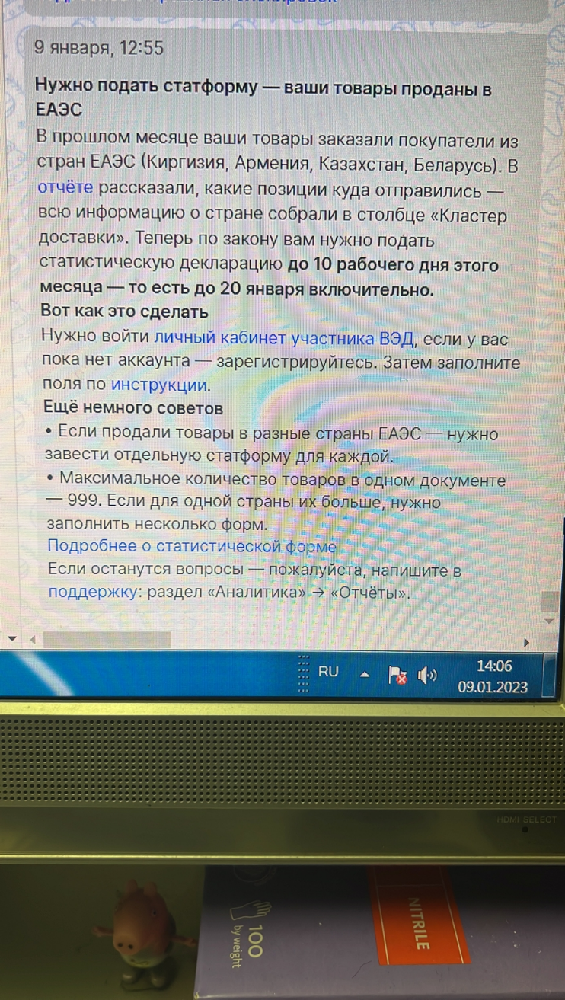 9 января, 12:55
Нужно подать статформу — ваши товары проданы в
ЕАЭС
В прошлом месяце ваши товары заказали покупатели из
стран ЕАЭС (Киргизия, Армения, Казахстан, Беларусь). В
отчёте рассказали, какие позиции куда отправились —
всю информацию о стране собрали в столбце «Кластер
доставки». Теперь по закону вам нужно подать
статистическую декларацию до 10 рабочего дня этого
месяца — то есть до 20 января включительно.
Вот как это сделать
Нужно войти личный кабинет участника ВЭД, если у вас
пока нет аккаунта — зарегистрируйтесь. Затем заполните
поля по инструкции.
Ещё немного советов
• Если продали товары в разные страны ЕАЭС — нужно
завести отдельную статформу для каждой.
• Максимальное количество товаров в одном документе
— 999. Если для одной страны их больше, нужно
заполнить несколько форм.
Подробнее о статистической форме
Если останутся вопросы — пожалуйста, напишите в
поддержку: раздел «Аналитика» → «Отчёты».
RU
14:06
09.01.2023
HDMI SELECT
100
by weight
NITRILE